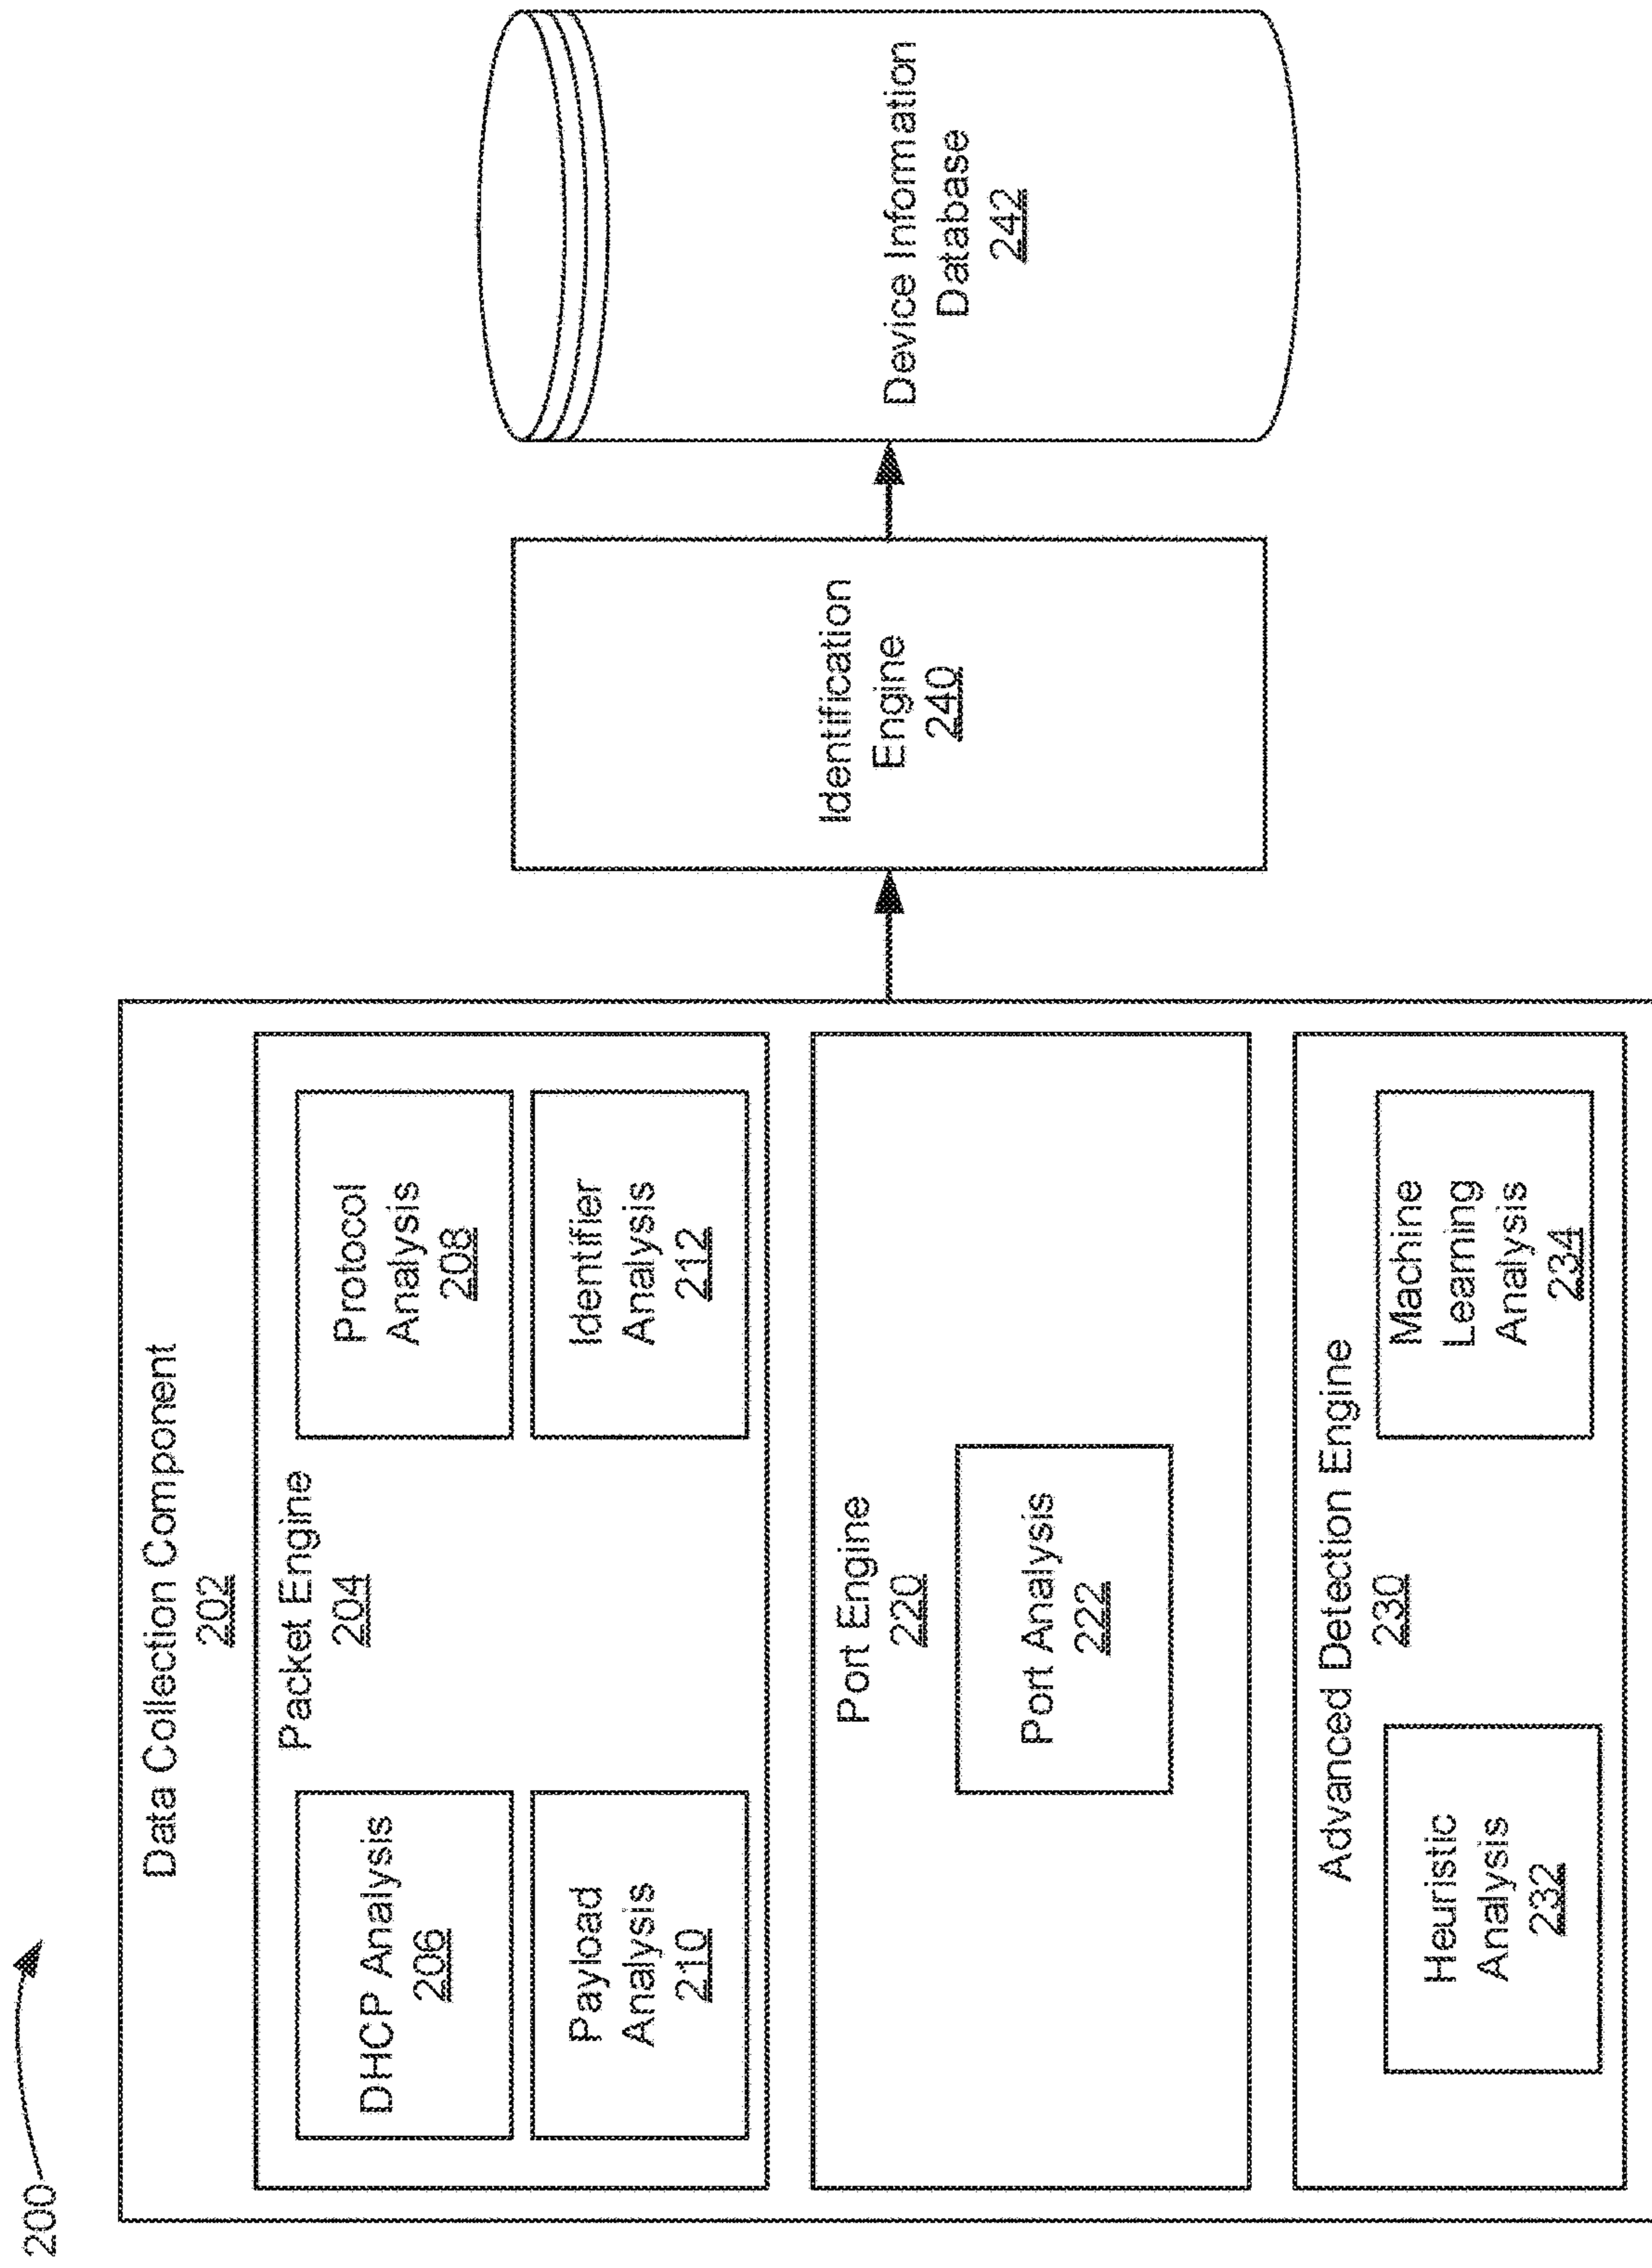 200
Data Collection Component
202
Packet Engine
204
DHCP Analysis
206
Protocol
Analysis
208
Payload
Analysis
210
Identifier
Analysis
212
Port Engine
220
Port Analysis
222
Advanced Detection Engine
230
Heuristic
Analysis
232
Machine
Learning
Analysis
234
Identification
Engine
240
Device Information
Database
242